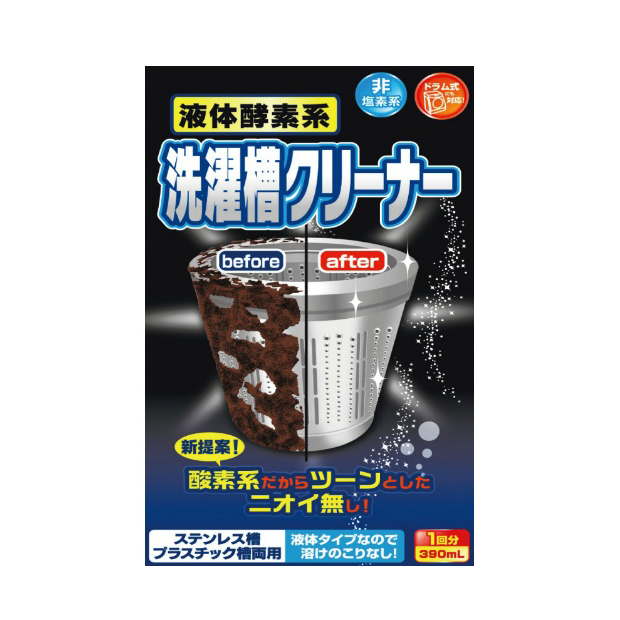 非
塩素系
ドラム式
にも
対応!
液体酵素系
洗濯槽クリーナー
before
after
新提案!
酸素系だからツーンとした
ニオイ無し!
ステンレス槽
プラスチック槽両用
液体タイプなので
溶けのこりなし!
1回分
390mL